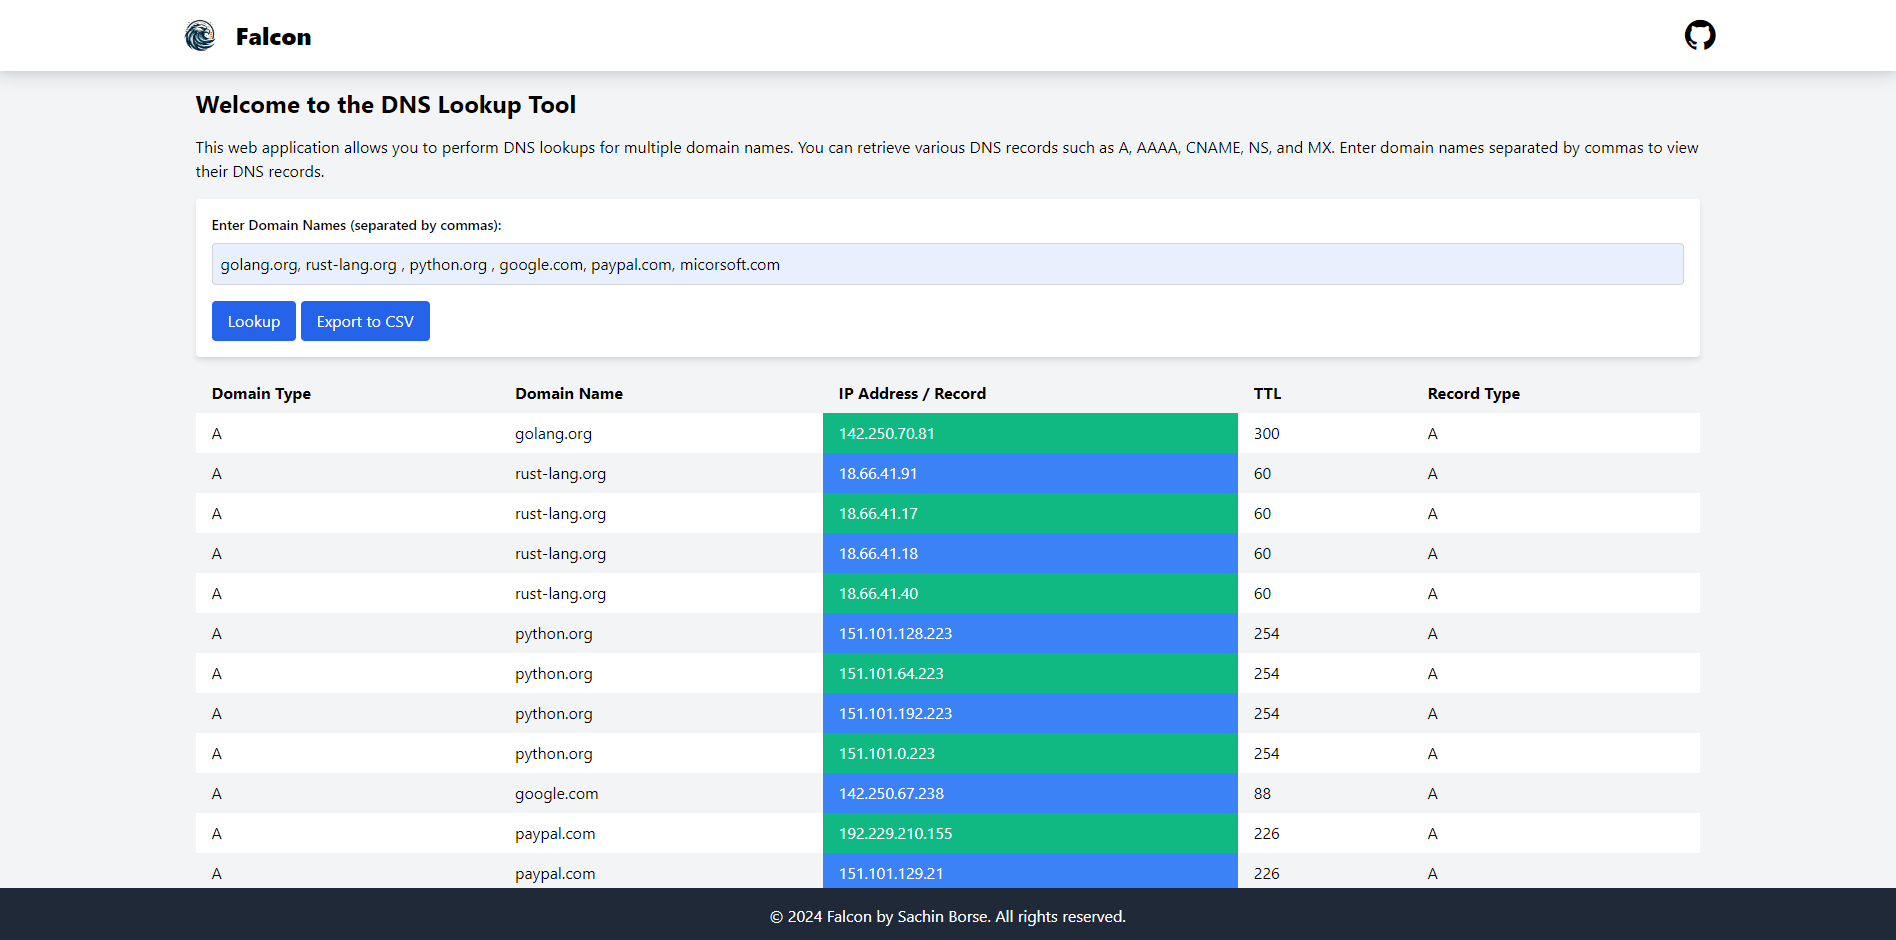 Falcon
Welcome to the DNS Lookup Tool
This web application allows you to perform DNS lookups for multiple domain names. You can retrieve various DNS records such as A, AAAA, CNAME, NS, and MX. Enter domain names separated by commas to view
their DNS records.
Enter Domain Names (separated by commas):
golang.org, rust-lang.org , python.org , google.com, paypal.com, micorsoft.com
Lookup Export to CSV
Domain Type Domain Name IP Address / Record TTL Record Type
A golang.org 142.250.70.81 300 A
A rust-lang.org 18.66.41.91 60 A
A rust-lang.org 18.66.41.17 60 A
A rust-lang.org 18.66.41.18 60 A
A rust-lang.org 18.66.41.40 60 A
A python.org 151.101.128.223 254 A
A python.org 151.101.64.223 254 A
A python.org 151.101.192.223 254 A
A python.org 151.101.0.223 254 A
A google.com 142.250.67.238 88 A
A paypal.com 192.229.210.155 226 A
A paypal.com 151.101.129.21 226 A
© 2024 Falcon by Sachin Borse. All rights reserved.